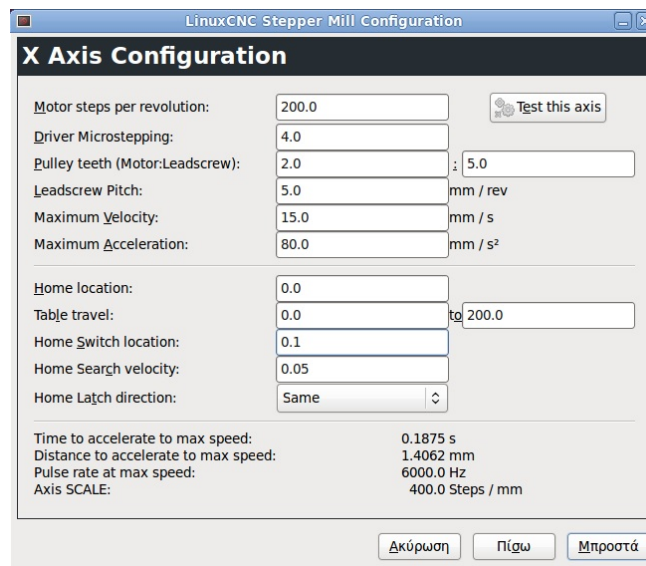 LinuxCNC Stepper Mill Configuration
X Axis Configuration
Motor steps per revolution: 200.0 Test this axis
Driver Microstepping: 4.0
Pulley teeth (Motor:Leadscrew): 2.0 : 5.0
Leadscrew Pitch: 5.0 mm / rev
Maximum Velocity: 15.0 mm / s
Maximum Acceleration: 80.0 mm / s²
Home location: 0.0
Table travel: 0.0 to 200.0
Home Switch location: 0.1
Home Search velocity: 0.05
Home Latch direction: Same
Time to accelerate to max speed: 0.1875 s
Distance to accelerate to max speed: 1.4062 mm
Pulse rate at max speed: 6000.0 Hz
Axis SCALE: 400.0 Steps / mm
Ακύρωση Πίσω Μπροστά